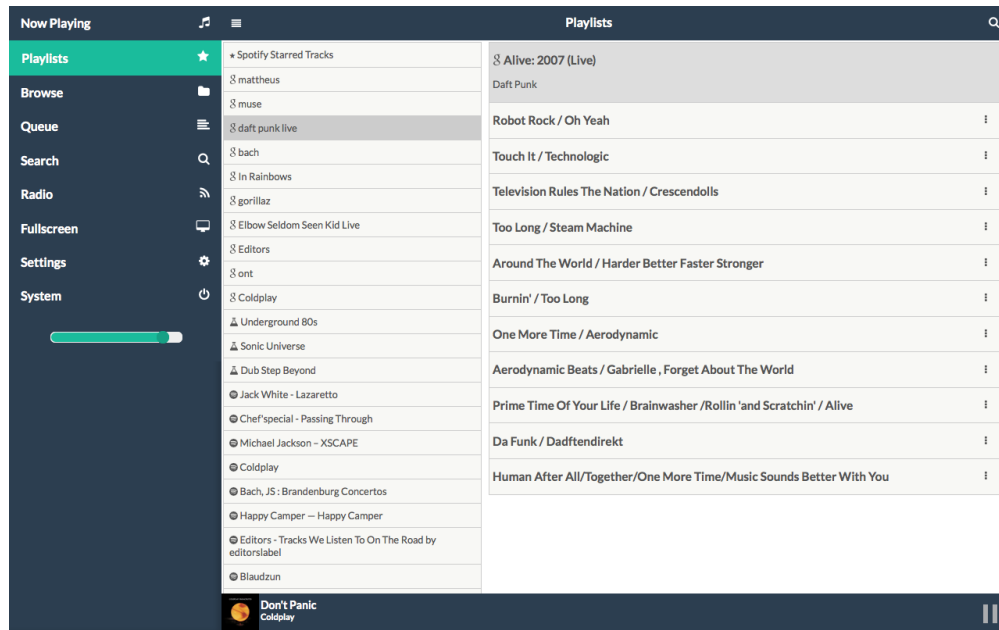 Now Playing
Playlists
Browse
Queue
Search
Radio
Fullscreen
Settings
System
Playlists
★ Spotify Starred Tracks
mattheus
muse
daft punk live
bach
In Rainbows
gorillaz
Elbow Seldom Seen Kid Live
Editors
ont
Coldplay
Underground 80s
Sonic Universe
Dub Step Beyond
Jack White - Lazaretto
Chef'special - Passing Through
Michael Jackson – XSCAPE
Coldplay
Bach, JS : Brandenburg Concertos
Happy Camper — Happy Camper
Editors - Tracks We Listen To On The Road by
editorslabel
Blaudzun
Alive: 2007 (Live)
Daft Punk
Robot Rock / Oh Yeah
Touch It / Technologic
Television Rules The Nation / Crescendolls
Too Long / Steam Machine
Around The World / Harder Better Faster Stronger
Burnin' / Too Long
One More Time / Aerodynamic
Aerodynamic Beats / Gabrielle , Forget About The World
Prime Time Of Your Life / Brainwasher /Rollin 'and Scratchin' / Alive
Da Funk / Dadftendirekt
Human After All/Together/One More Time/Music Sounds Better With You
Don't Panic
Coldplay